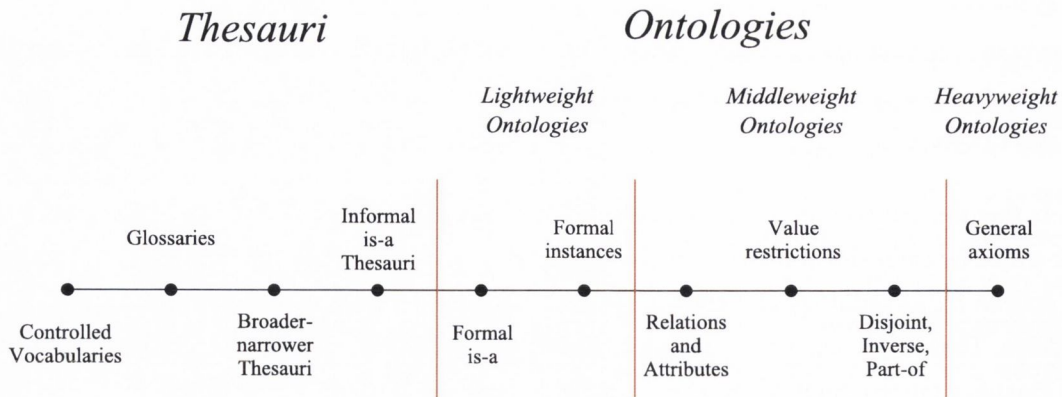 Thesauri
Ontologies
Lightweight
Ontologies
Middleweight
Ontologies
Heavyweight
Ontologies
Controlled
Vocabularies
Glossaries
Broader-
narrower
Thesauri
Informal
is-a
Thesauri
Formal
is-a
Formal
instances
Relations
and
Attributes
Value
restrictions
Disjoint,
Inverse,
Part-of
General
axioms